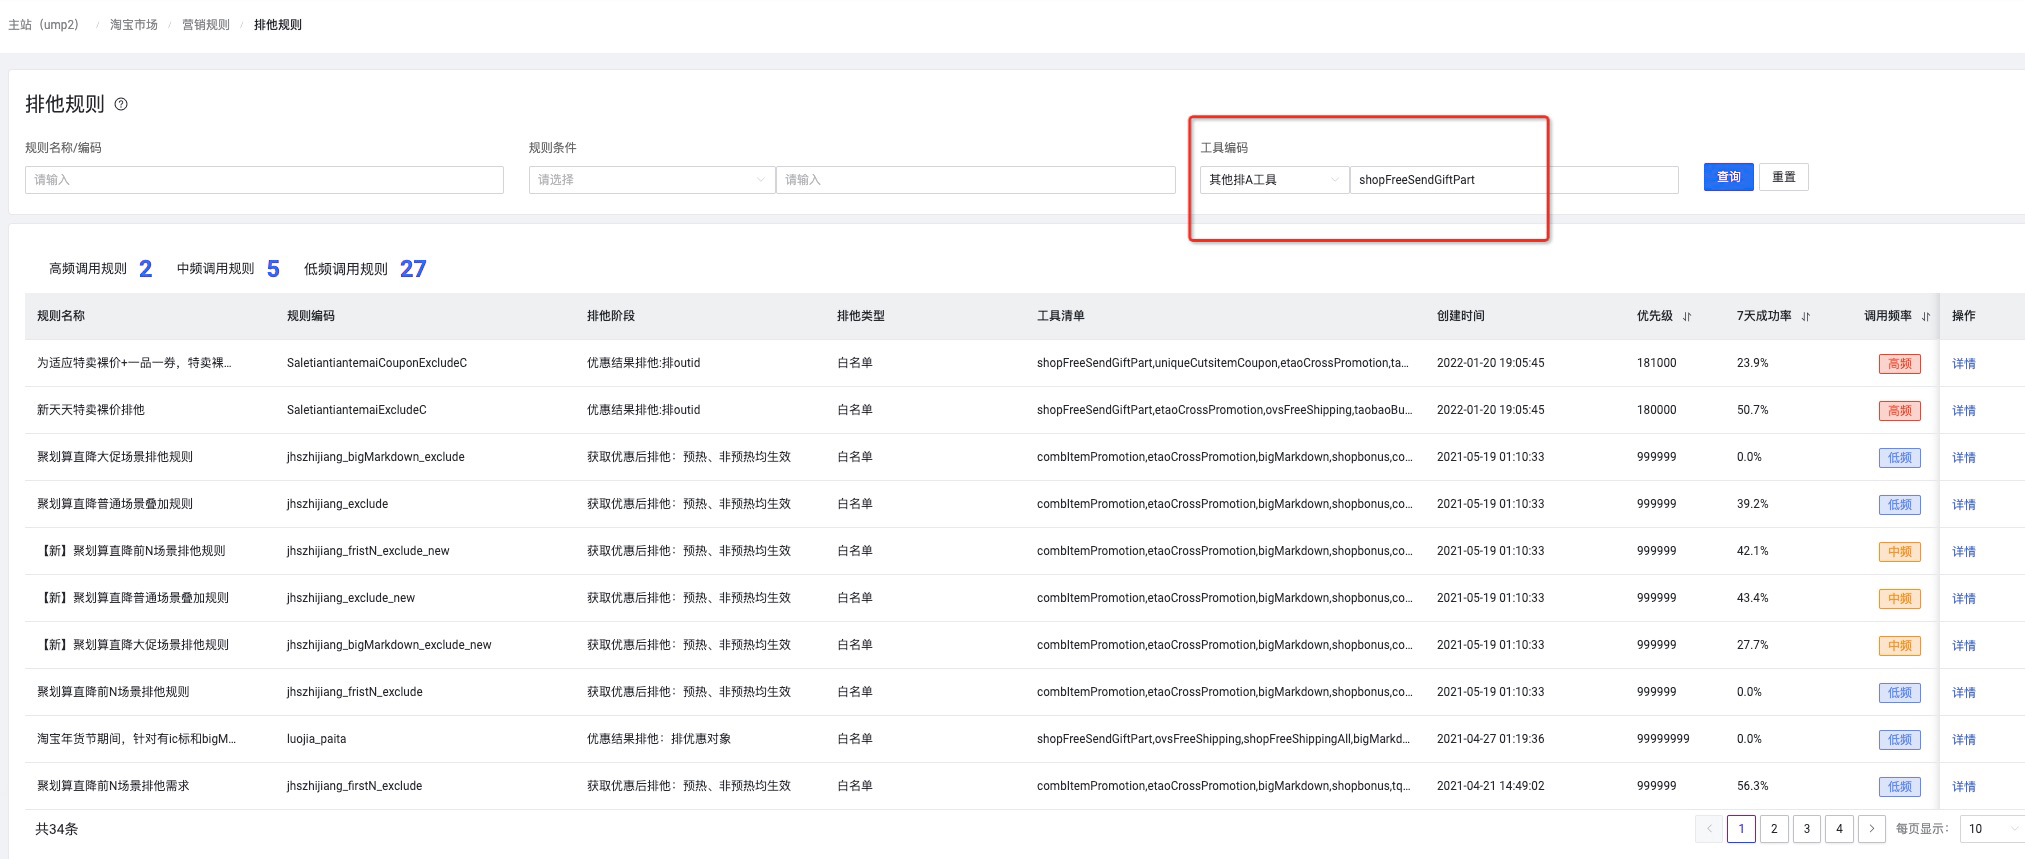 主站（ump2） / 淘宝市场 / 营销规则 / 排他规则
排他规则
规则名称/编码 规则条件 工具编码
请输入 请选择 请输入 其他排A工具 shopFreeSendGiftPart 查询 重置
高频调用规则 2 中频调用规则 5 低频调用规则 27
规则名称 规则编码 排他阶段 排他类型 工具清单 创建时间 优先级 7天成功率 调用频率 操作
为适应特卖裸价+一品一券，特卖裸... SaletiantiantemaiCouponExcludeC 优惠结果排他:排outid 白名单 shopFreeSendGiftPart,uniqueCutsitemCoupon,etaoCrossPromotion,ta... 2022-01-20 19:05:45 181000 23.9% 高频 详情
新天天特卖裸价排他 SaletiantiantemaiExcludeC 优惠结果排他:排outid 白名单 shopFreeSendGiftPart,etaoCrossPromotion,ovsFreeShipping,taobaoBu... 2022-01-20 19:05:45 180000 50.7% 高频 详情
聚划算直降大促场景排他规则 jhszhijiang_bigMarkdown_exclude 获取优惠后排他：预热、非预热均生效 白名单 combItemPromotion,etaoCrossPromotion,bigMarkdown,shopbonus,co... 2021-05-19 01:10:33 999999 0.0% 低频 详情
聚划算直降普通场景叠加规则 jhszhijiang_exclude 获取优惠后排他：预热、非预热均生效 白名单 combItemPromotion,etaoCrossPromotion,bigMarkdown,shopbonus,co... 2021-05-19 01:10:33 999999 39.2% 低频 详情
【新】聚划算直降前N场景排他规则 jhszhijiang_fristN_exclude_new 获取优惠后排他：预热、非预热均生效 白名单 combItemPromotion,etaoCrossPromotion,bigMarkdown,shopbonus,co... 2021-05-19 01:10:33 999999 42.1% 中频 详情
【新】聚划算直降普通场景叠加规则 jhszhijiang_exclude_new 获取优惠后排他：预热、非预热均生效 白名单 combItemPromotion,etaoCrossPromotion,bigMarkdown,shopbonus,co... 2021-05-19 01:10:33 999999 43.4% 中频 详情
【新】聚划算直降大促场景排他规则 jhszhijiang_bigMarkdown_exclude_new 获取优惠后排他：预热、非预热均生效 白名单 combItemPromotion,etaoCrossPromotion,bigMarkdown,shopbonus,co... 2021-05-19 01:10:33 999999 27.7% 中频 详情
聚划算直降前N场景排他规则 jhszhijiang_fristN_exclude 获取优惠后排他：预热、非预热均生效 白名单 combItemPromotion,etaoCrossPromotion,bigMarkdown,shopbonus,co... 2021-05-19 01:10:33 999999 0.0% 低频 详情
淘宝年货节期间，针对有ic标和bigM... luojia_paita 优惠结果排他：排优惠对象 白名单 shopFreeSendGiftPart,ovsFreeShipping,shopFreeShippingAll,bigMarkd... 2021-04-27 01:19:36 99999999 0.0% 低频 详情
聚划算直降前N场景排他需求 jhszhijiang_firstN_exclude 获取优惠后排他：预热、非预热均生效 白名单 combItemPromotion,etaoCrossPromotion,bigMarkdown,shopbonus,tq... 2021-04-21 14:49:02 999999 56.3% 低频 详情
共34条 1 2 3 4 每页显示： 10